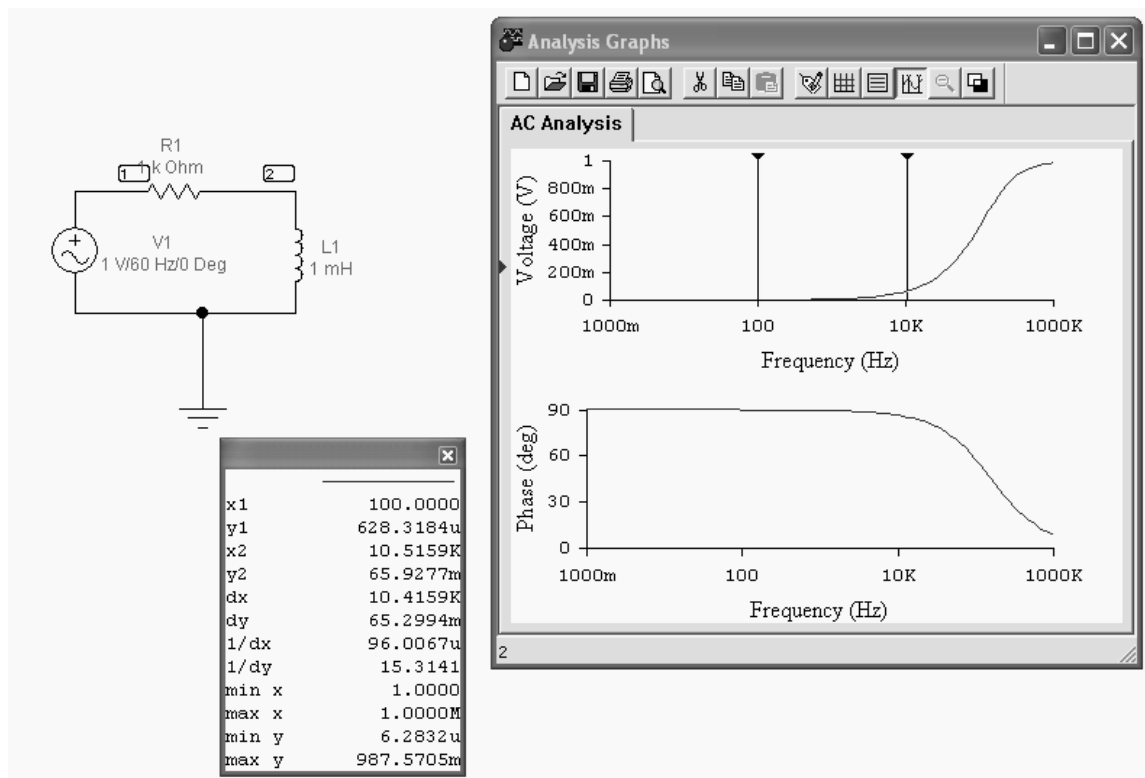 R1
1 k Ohm
1
2
V1
1 V/60 Hz/0 Deg
L1
1 mH
x1 100.0000
y1 628.3184u
x2 10.5159K
y2 65.9277m
dx 10.4159K
dy 65.2994m
1/dx 96.0067u
1/dy 15.3141
min x 1.0000
max x 1.0000M
min y 6.2832u
max y 987.5705m
Analysis Graphs
AC Analysis
Voltage (V)
1
800m
600m
400m
200m
0
1000m 100 10K 1000K
Frequency (Hz)
Phase (deg)
90
60
30
0
1000m 100 10K 1000K
Frequency (Hz)
2